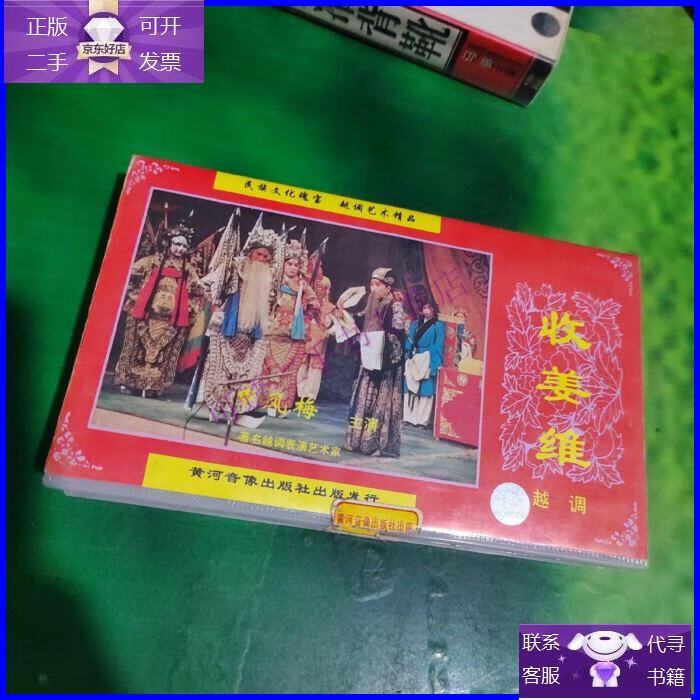 正版
二手
京东好店
可开
发票
背靴
民族文化瑰宝 越调艺术精品
收姜维
越调
申凤梅 主演
著名越调表演艺术家
黄河音像出版社出版发行
黄河音像出版社出版
联系
客服
代寻
书籍